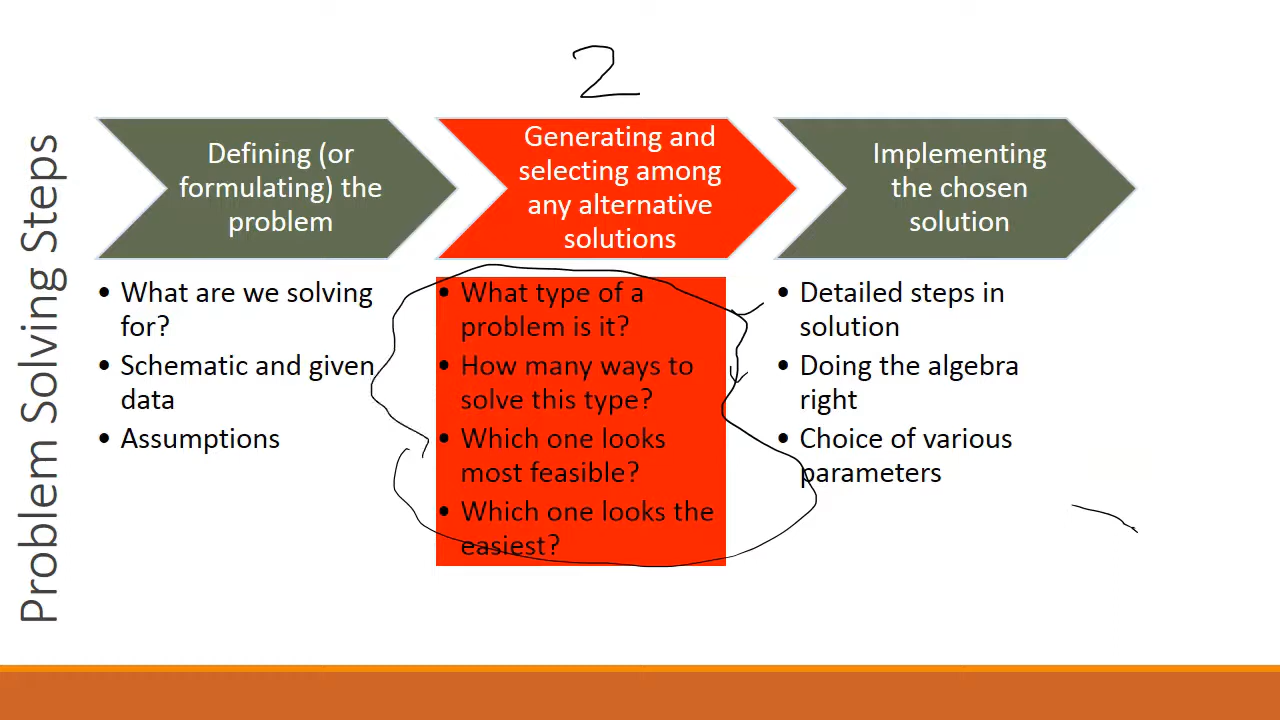 Problem Solving Steps
2
Defining (or
formulating) the
problem
• What are we solving
for?
• Schematic and given
data
• Assumptions
Generating and
selecting among
any alternative
solutions
• What type of a
problem is it?
• How many ways to
solve this type?
• Which one looks
most feasible?
• Which one looks the
easiest?
Implementing
the chosen
solution
• Detailed steps in
solution
• Doing the algebra
right
• Choice of various
parameters